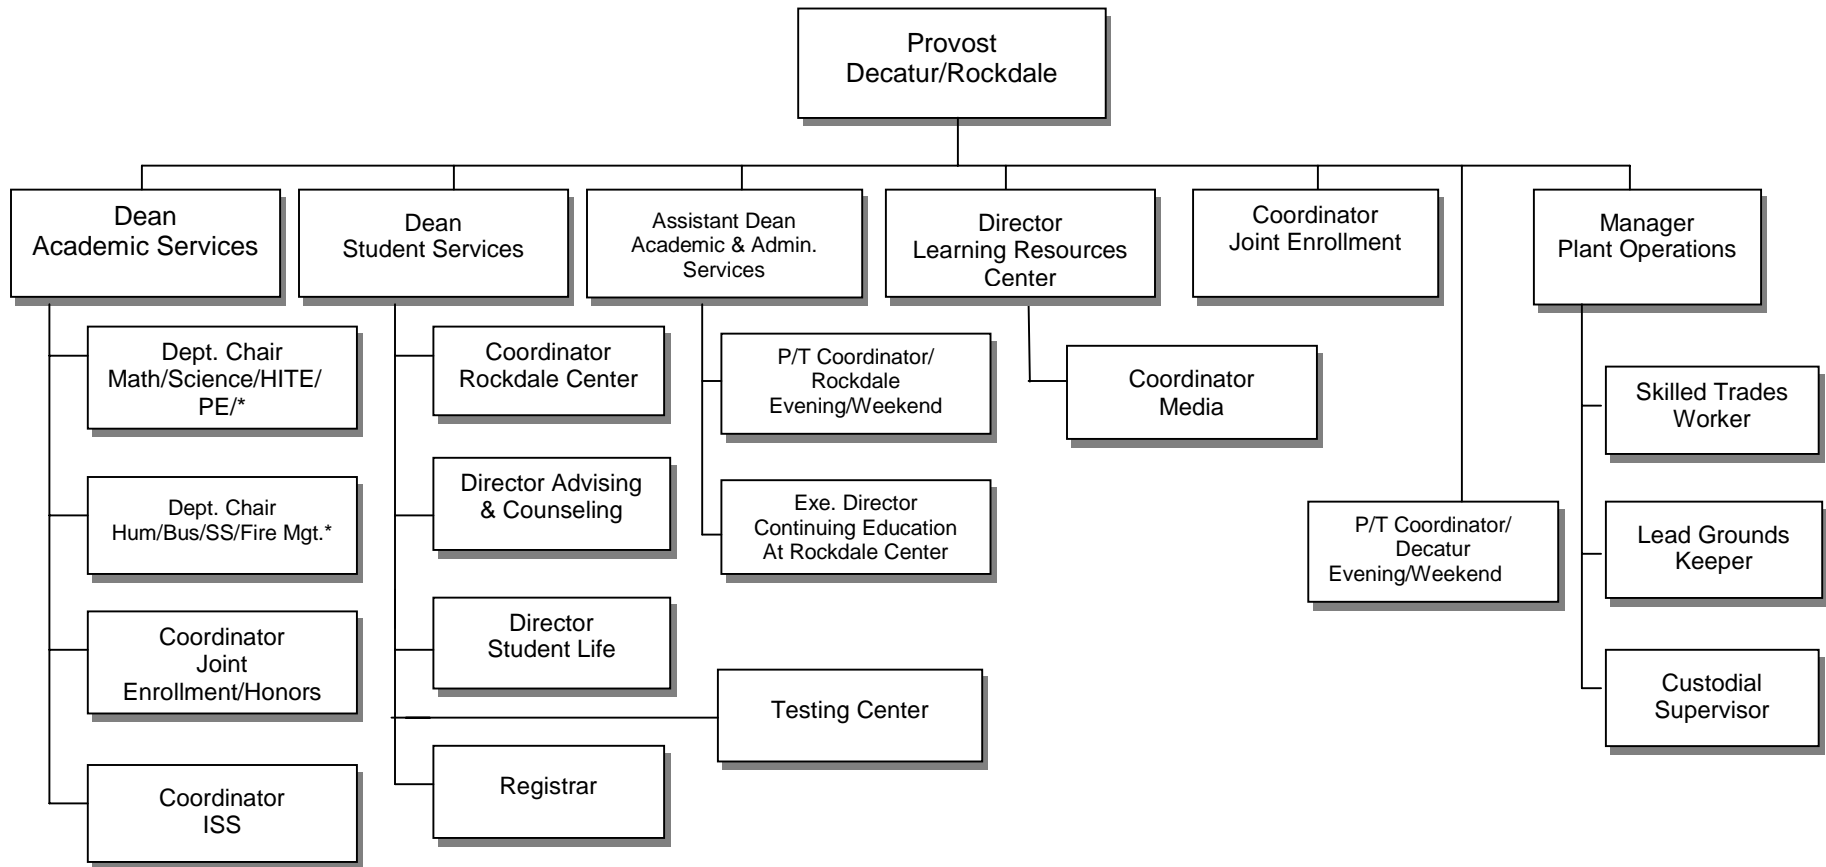 Provost
Decatur/Rockdale
Dean
Academic Services
Dean
Student Services
Assistant Dean
Academic & Admin.
Services
Director
Learning Resources
Center
Coordinator
Joint Enrollment
Manager
Plant Operations
Dept. Chair
Math/Science/HITE/
PE/*
Dept. Chair
Hum/Bus/SS/Fire Mgt.*
Coordinator
Joint
Enrollment/Honors
Coordinator
ISS
Coordinator
Rockdale Center
Director Advising
& Counseling
Director
Student Life
Testing Center
Registrar
P/T Coordinator/
Rockdale
Evening/Weekend
Exe. Director
Continuing Education
At Rockdale Center
Coordinator
Media
P/T Coordinator/
Decatur
Evening/Weekend
Skilled Trades
Worker
Lead Grounds
Keeper
Custodial
Supervisor